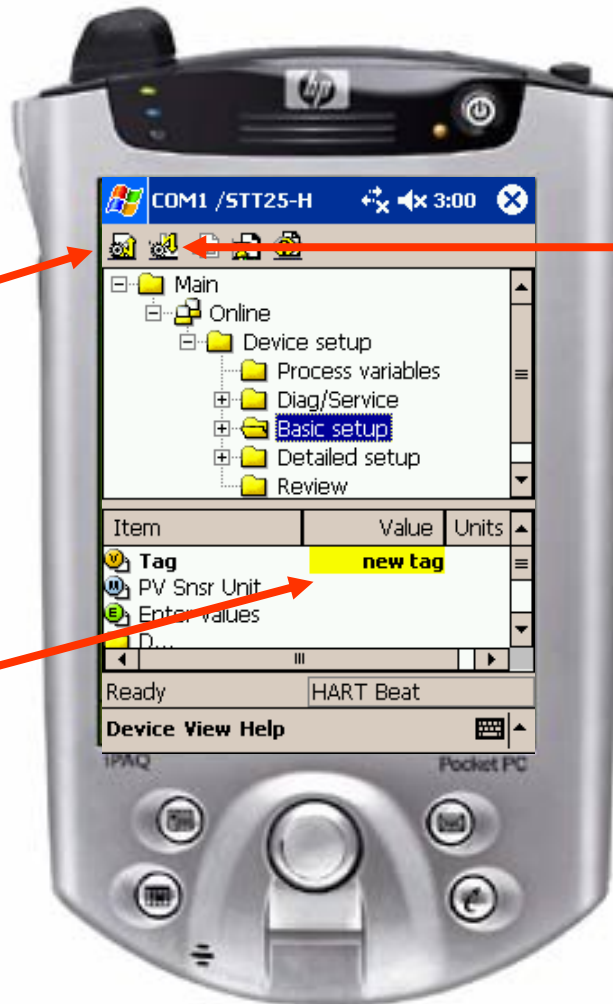 hp
COM1 /STT25-H 3:00
Main
Online
Device setup
Process variables
Diag/Service
Basic setup
Detailed setup
Review
Item Value Units
V Tag new tag
M PV Snsr Unit
E Enter values
D...
Ready HART Beat
Device View Help
iPAQ Pocket PC